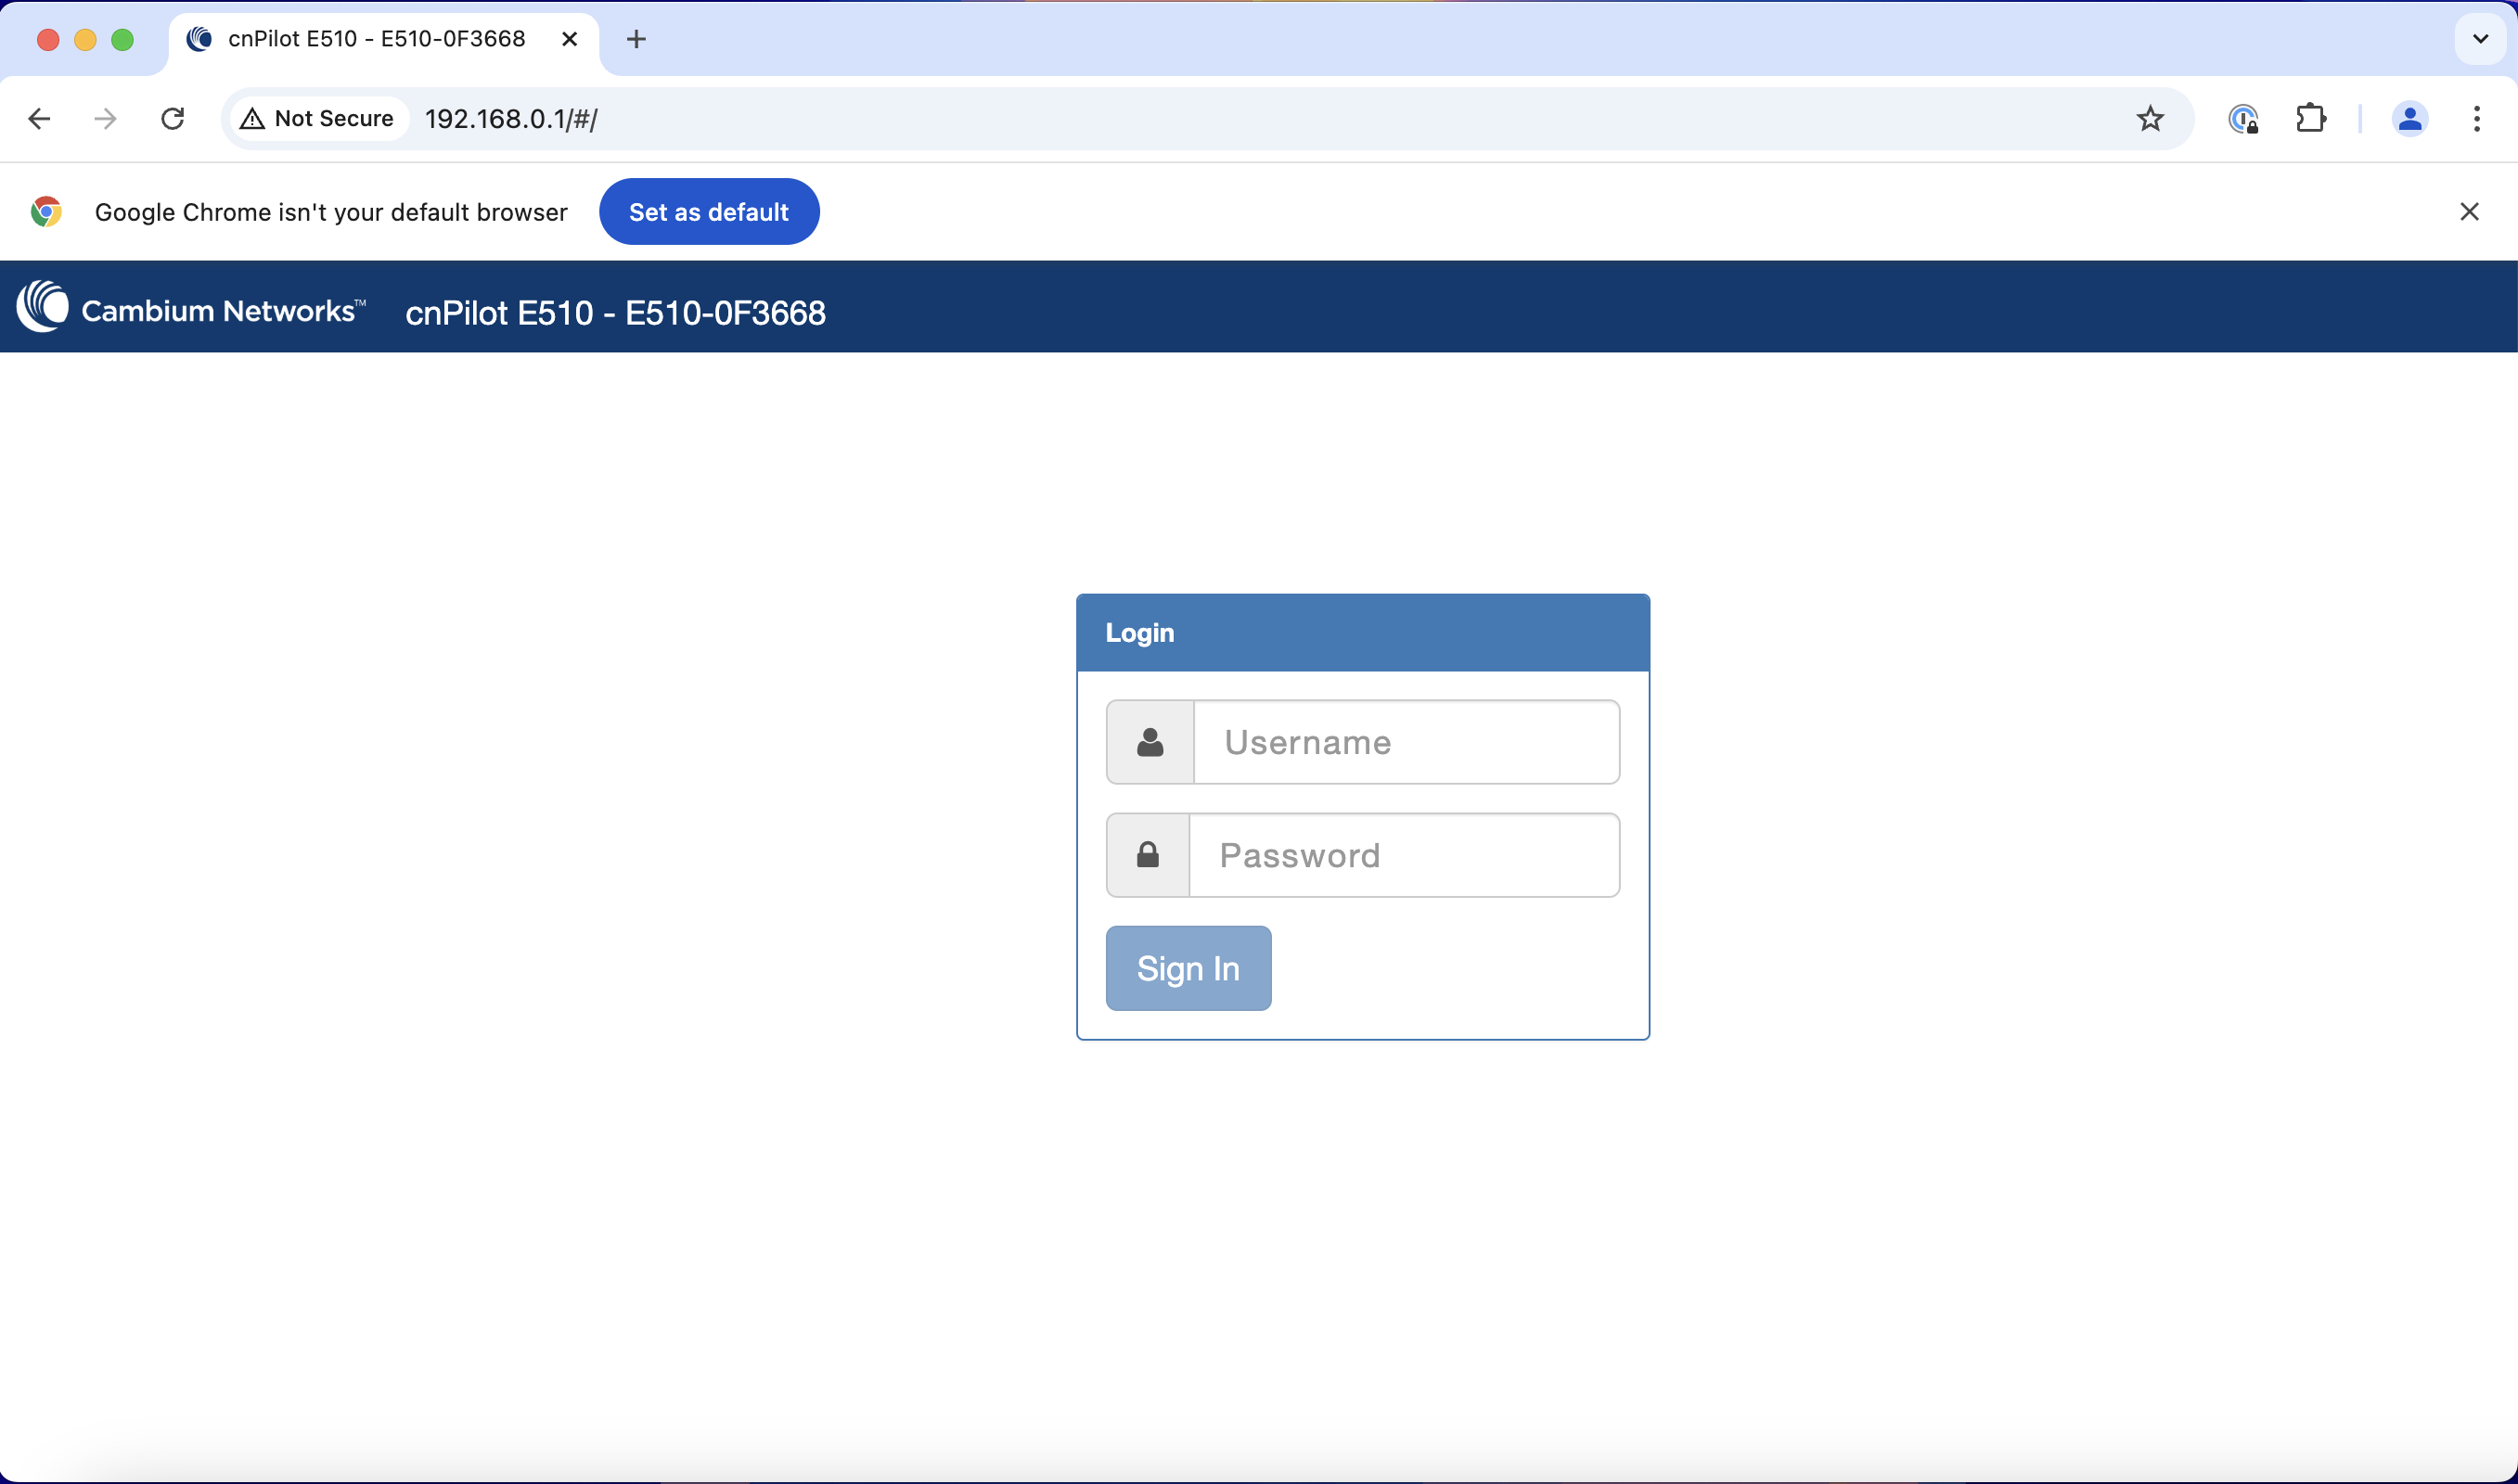 cnPilot E510 - E510-0F3668
Not Secure 192.168.0.1/#/
Google Chrome isn't your default browser Set as default
Cambium Networks™ cnPilot E510 - E510-0F3668
Login
Username
Password
Sign In